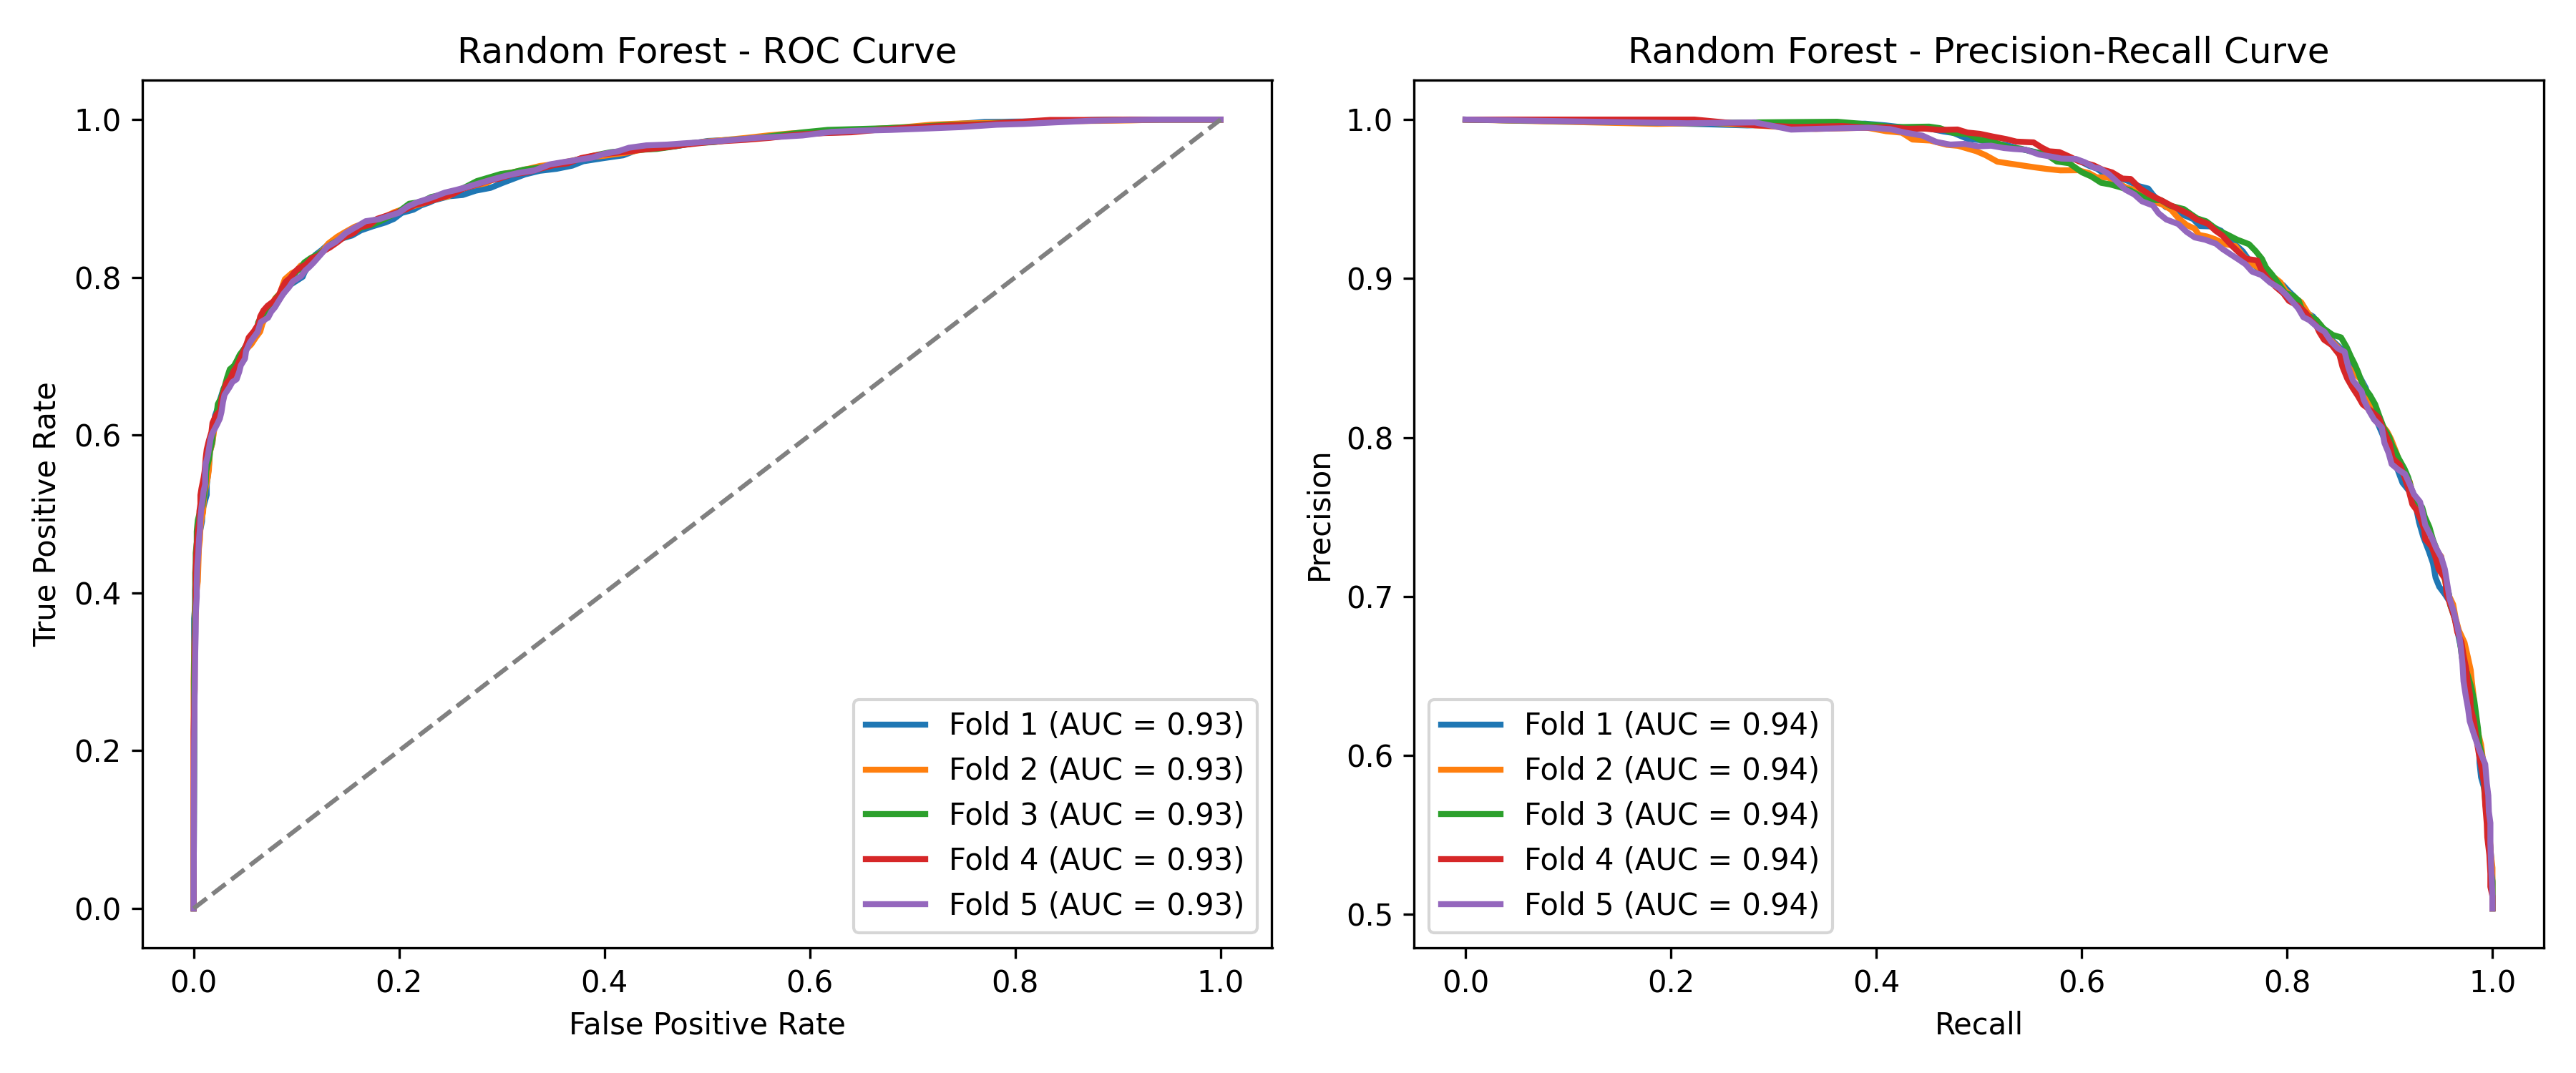 Random Forest - ROC Curve
True Positive Rate
1.0
0.8
0.6
0.4
0.2
0.0
Fold 1 (AUC = 0.93)
Fold 2 (AUC = 0.93)
Fold 3 (AUC = 0.93)
Fold 4 (AUC = 0.93)
Fold 5 (AUC = 0.93)
0.0 0.2 0.4 0.6 0.8 1.0
False Positive Rate
Random Forest - Precision-Recall Curve
Precision
1.0
0.9
0.8
0.7
0.6
0.5
Fold 1 (AUC = 0.94)
Fold 2 (AUC = 0.94)
Fold 3 (AUC = 0.94)
Fold 4 (AUC = 0.94)
Fold 5 (AUC = 0.94)
0.0 0.2 0.4 0.6 0.8 1.0
Recall